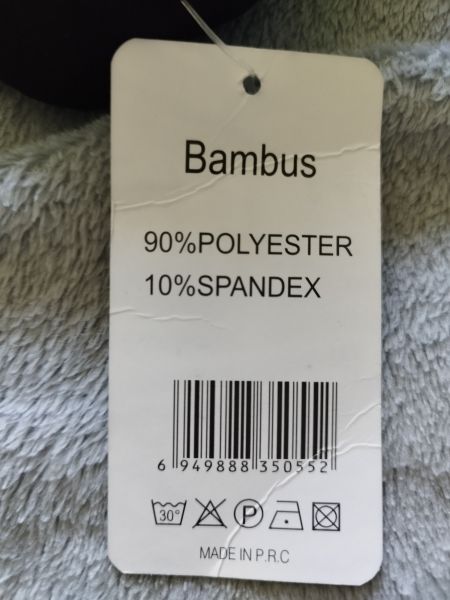 Bambus
90%POLYESTER
10%SPANDEX
6 949888 350552
30° P
MADE IN P.R.C